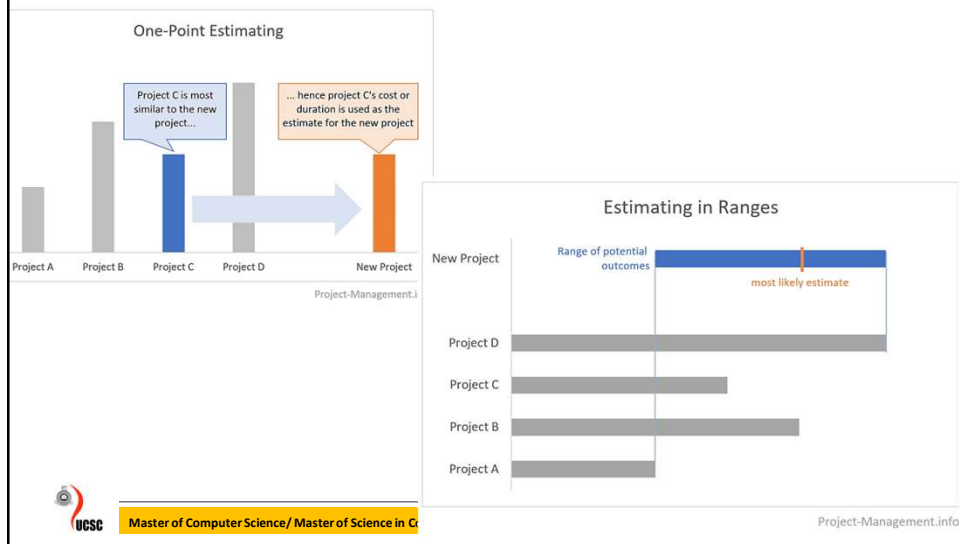 One-Point Estimating
Project C is most
similar to the new
project...
... hence project C's cost or
duration is used as the
estimate for the new project
Project A
Project B
Project C
Project D
New Project
Project-Management.i
Estimating in Ranges
New Project
Range of potential
outcomes
most likely estimate
Project D
Project C
Project B
Project A
Project-Management.info
UCSC
Master of Computer Science/ Master of Science in Co